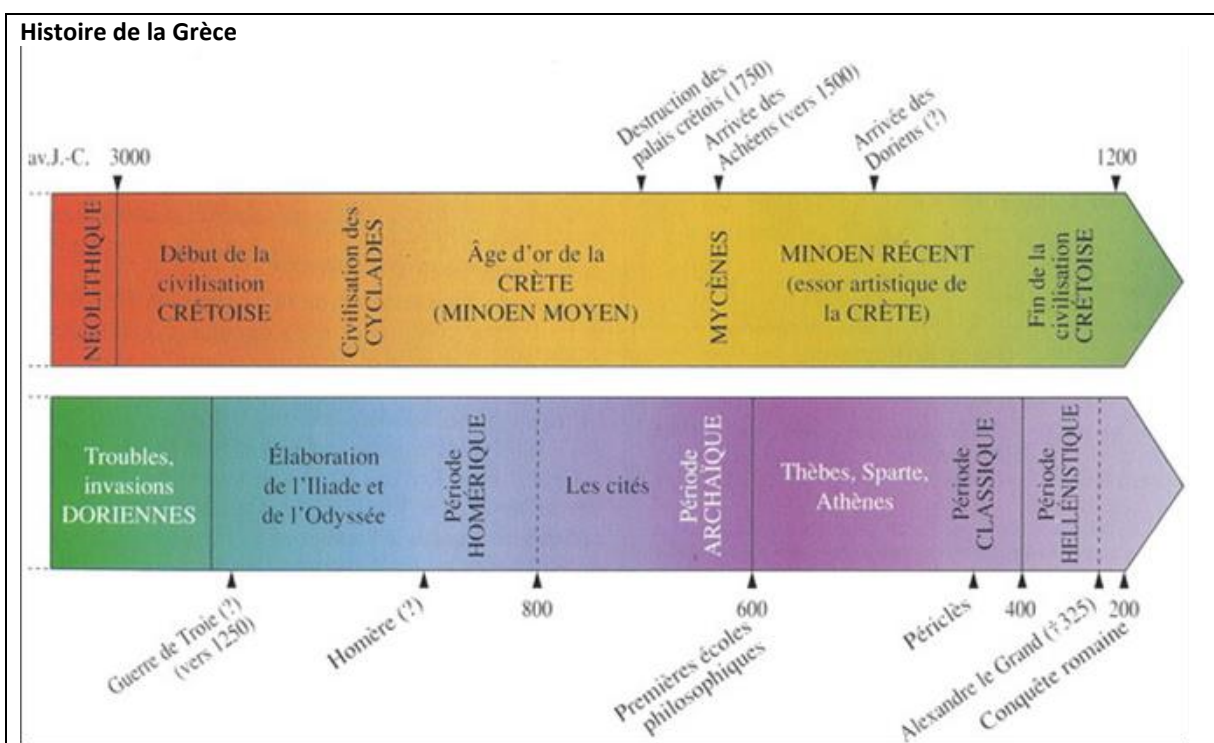 Histoire de la Grèce
Destruction des
palais crétois (1750)
Arrivée des
Achéens (vers 1500)
Arrivée des
Doriens (?)
av.J.-C.
3000
1200
NÉOLITHIQUE
Début de la
civilisation
CRÉTOISE
Civilisation des
CYCLADES
Âge d'or de la
CRÈTE
(MINOEN MOYEN)
MYCÈNES
MINOEN RÉCENT
(essor artistique de
la CRÈTE)
Fin de la
civilisation
CRÉTOISE
Troubles,
invasions
DORIENNES
Élaboration
de l'Iliade et
de l'Odyssée
Période
HOMÉRIQUE
Les cités
Période
ARCHAÏQUE
Thèbes, Sparte,
Athènes
Période
CLASSIQUE
Période
HELLÉNISTIQUE
Guerre de Troie (?)
(vers 1250)
Homère (?)
800
600
Premières écoles
philosophiques
Périclès
400
Alexandre le Grand († 325)
200
Conquête romaine